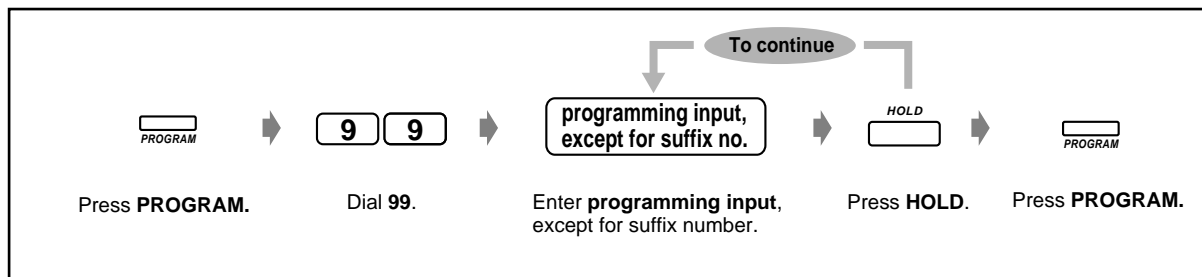 To continue
programming input,
except for suffix no.
HOLD
9 9
PROGRAM
PROGRAM
Press PROGRAM.
Dial 99.
Enter programming input,
except for suffix number.
Press HOLD.
Press PROGRAM.